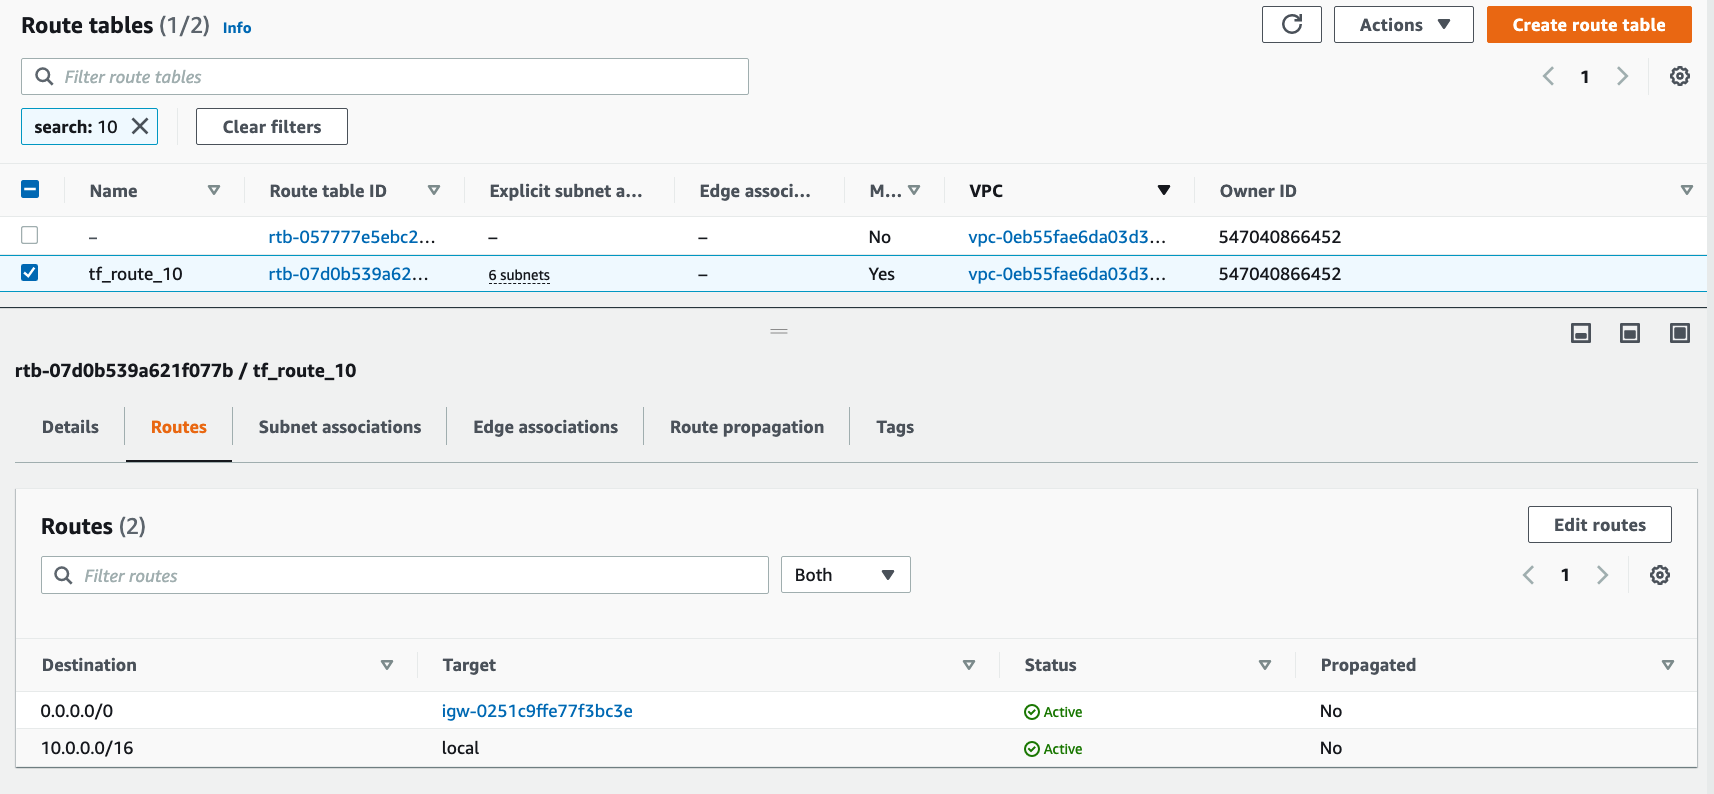 Route tables (1/2) Info
Actions
Create route table
Filter route tables
1
search: 10
Clear filters
Name Route table ID Explicit subnet a... Edge associ... M... VPC Owner ID
– rtb-057777e5ebc2... – – No vpc-0eb55fae6da03d3... 547040866452
tf_route_10 rtb-07d0b539a62... 6 subnets – Yes vpc-0eb55fae6da03d3... 547040866452
rtb-07d0b539a621f077b / tf_route_10
Details Routes Subnet associations Edge associations Route propagation Tags
Routes (2)
Edit routes
Filter routes
Both
1
Destination Target Status Propagated
0.0.0.0/0 igw-0251c9ffe77f3bc3e Active No
10.0.0.0/16 local Active No